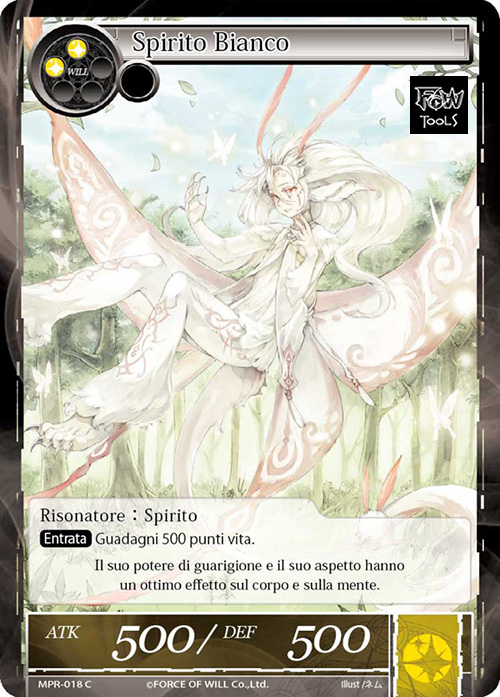 Spirito Bianco
WILL
FoW
TOOLS
Risonatore : Spirito
Entrata Guadagni 500 punti vita.
Il suo potere di guarigione e il suo aspetto hanno
un ottimo effetto sul corpo e sulla mente.
ATK 500 / DEF 500
MPR-018 C ©FORCE OF WILL Co.,Ltd. Illust /ネム